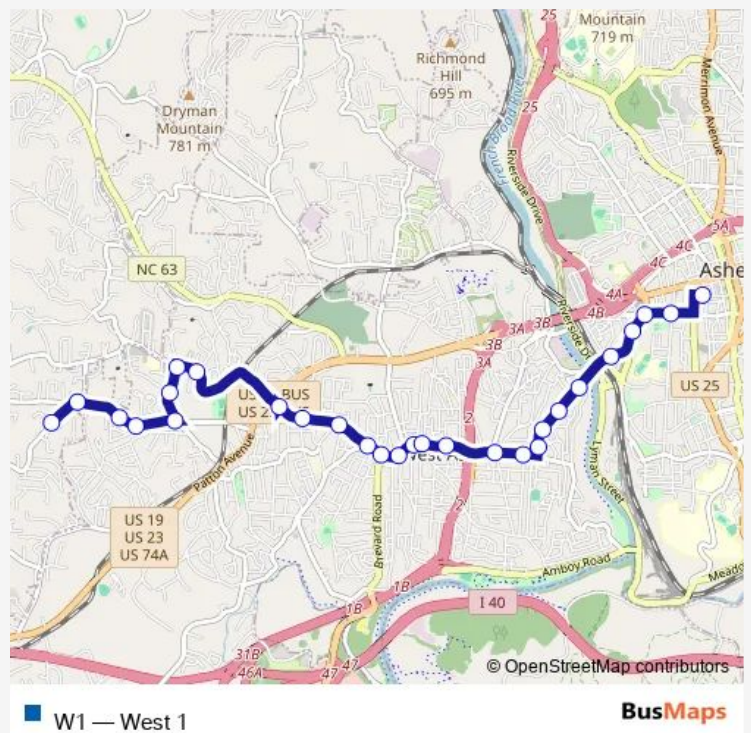 25
Mountain
719 m
Richmond
Hill
695 m
Merrimon Avenue
Dryman
Mountain
781 m
25
French Broad River
Riverside Drive
5A
4C
NC 63
4C
Ashe
4A
3B
4B
3A
3B
Riverside Dr
3A
US BUS
US 2
US 25
2
West A
Patton Avenue
Lyman Street
2
US 19
US 23
US 74A
Brevard Road
Amboy Road
Meado
1B
1B
I 40
31B
46A
47
47
© OpenStreetMap contributors
W1 — West 1
BusMaps